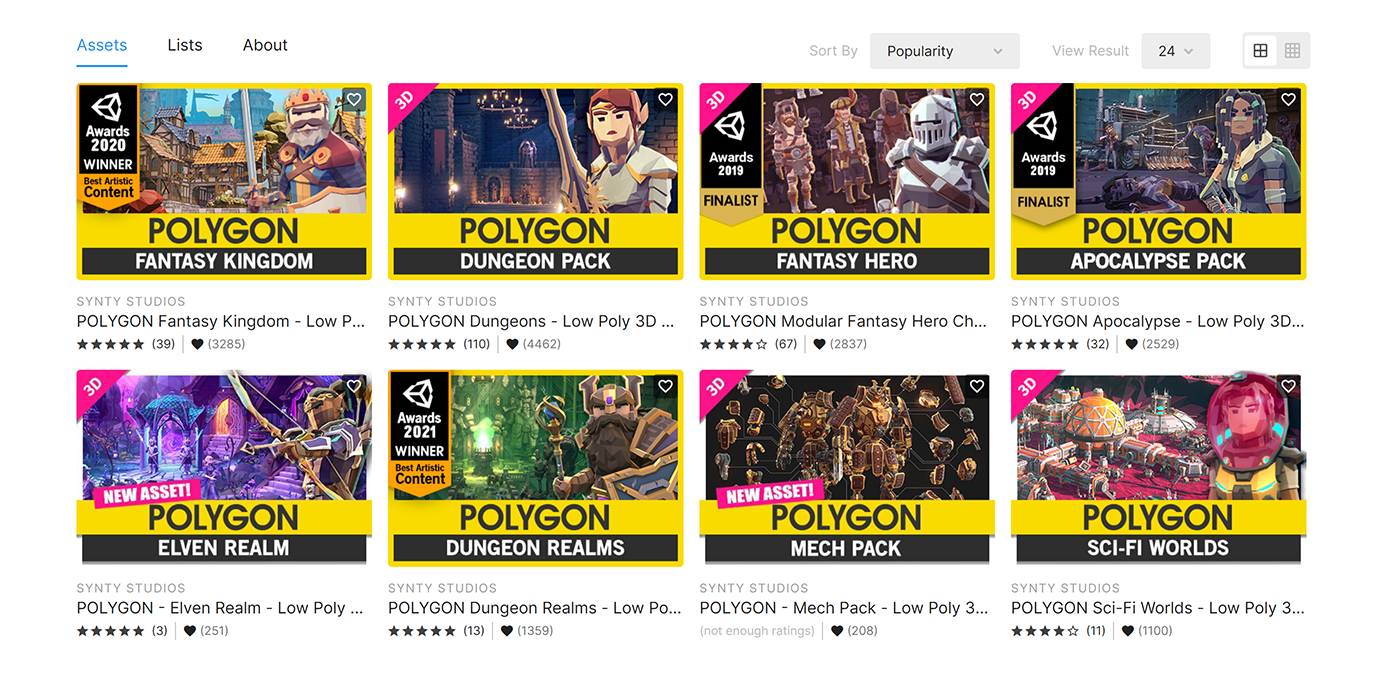 Assets Lists About Sort By Popularity View Result 24
Awards
2020
WINNER
Best Artistic
Content
POLYGON
FANTASY KINGDOM
SYNTY STUDIOS
POLYGON Fantasy Kingdom - Low P...
★★★★★ (39) (3285)
3D
POLYGON
DUNGEON PACK
SYNTY STUDIOS
POLYGON Dungeons - Low Poly 3D ...
★★★★★ (110) (4462)
3D
Awards
2019
FINALIST
POLYGON
FANTASY HERO
SYNTY STUDIOS
POLYGON Modular Fantasy Hero Ch...
★★★★☆ (67) (2837)
3D
Awards
2019
FINALIST
POLYGON
APOCALYPSE PACK
SYNTY STUDIOS
POLYGON Apocalypse - Low Poly 3D...
★★★★★ (32) (2529)
3D
NEW ASSET!
POLYGON
ELVEN REALM
SYNTY STUDIOS
POLYGON - Elven Realm - Low Poly ...
★★★★★ (3) (251)
Awards
2021
WINNER
Best Artistic
Content
POLYGON
DUNGEON REALMS
SYNTY STUDIOS
POLYGON Dungeon Realms - Low Po...
★★★★★ (13) (1359)
3D
NEW ASSET!
POLYGON
MECH PACK
SYNTY STUDIOS
POLYGON - Mech Pack - Low Poly 3...
(not enough ratings) (208)
3D
POLYGON
SCI-FI WORLDS
SYNTY STUDIOS
POLYGON Sci-Fi Worlds - Low Poly 3...
★★★★☆ (11) (1100)